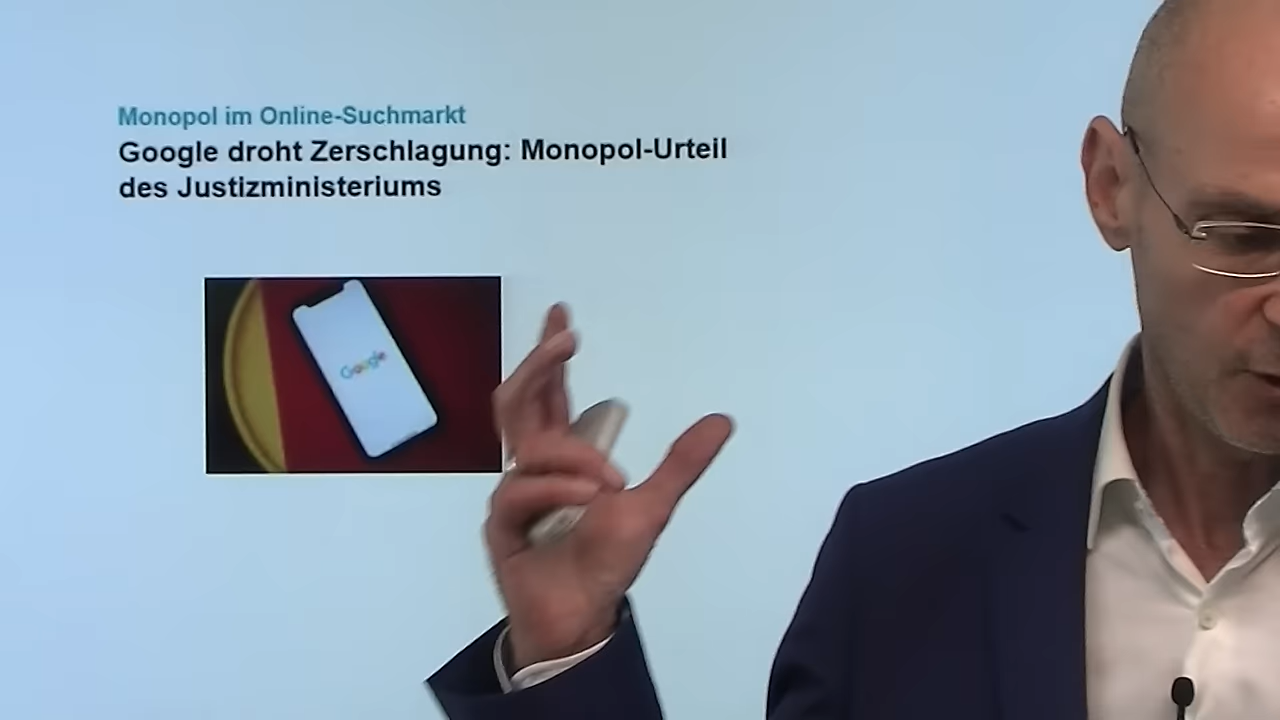 Monopol im Online-Suchmarkt
Google droht Zerschlagung: Monopol-Urteil
des Justizministeriums
Google